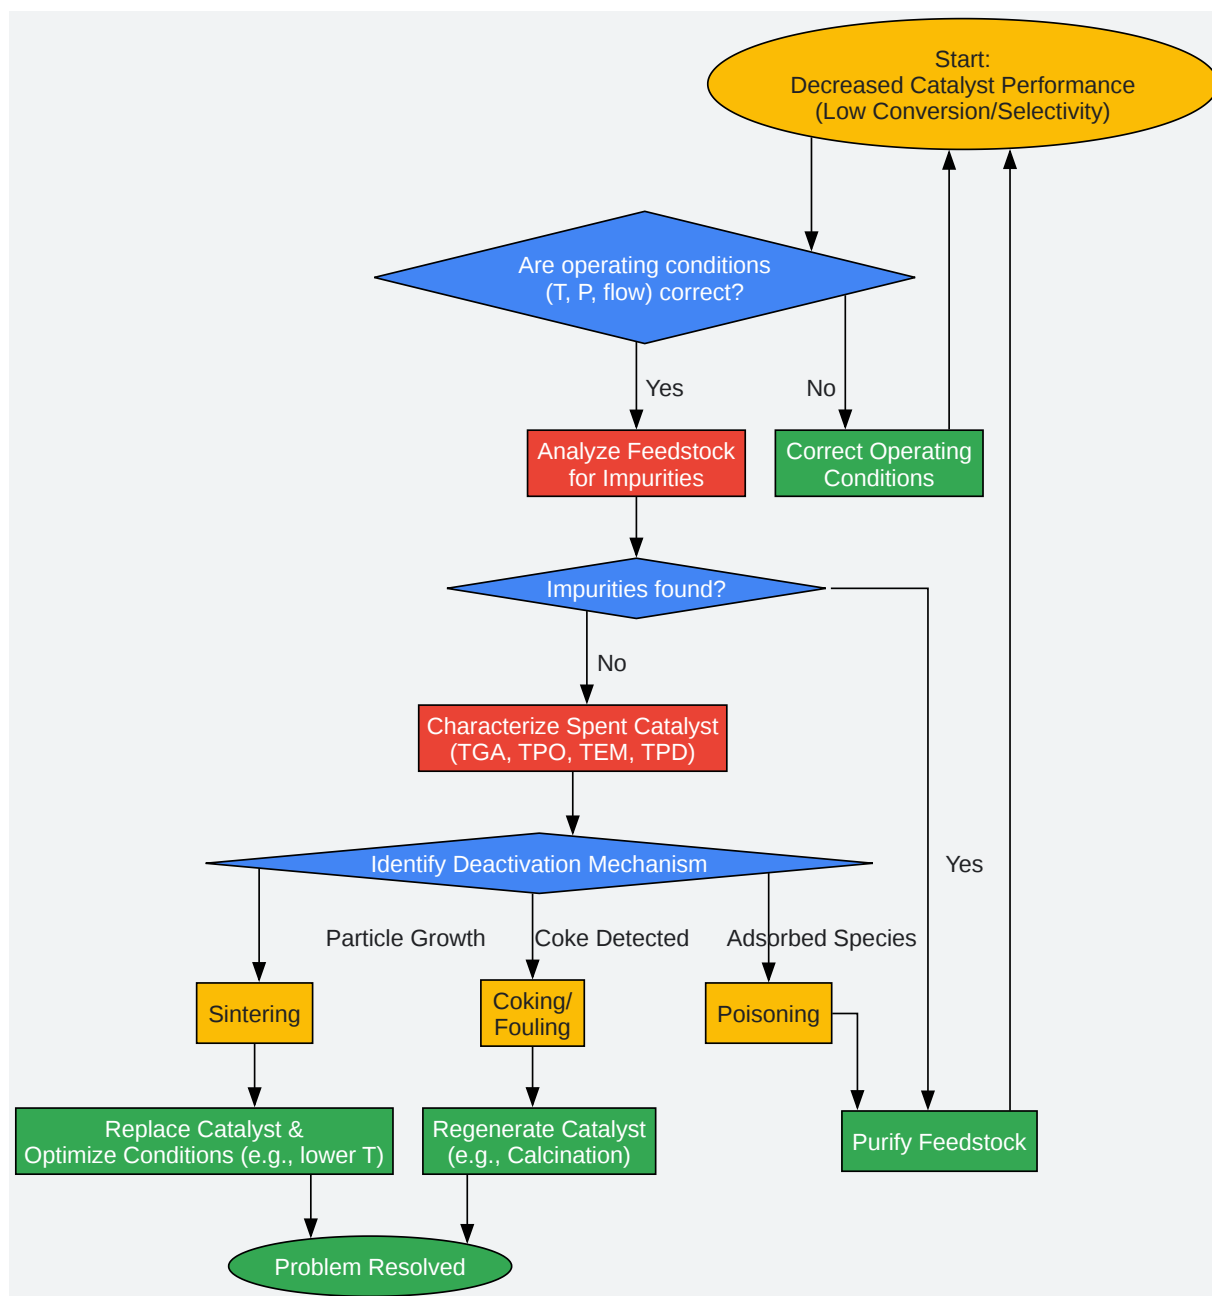 Start:
Decreased Catalyst Performance
(Low Conversion/Selectivity)
Are operating conditions
(T, P, flow) correct?
Yes
No
Analyze Feedstock
for Impurities
Correct Operating
Conditions
Impurities found?
No
Characterize Spent Catalyst
(TGA, TPO, TEM, TPD)
Identify Deactivation Mechanism
Yes
Particle Growth
Coke Detected
Adsorbed Species
Sintering
Coking/
Fouling
Poisoning
Replace Catalyst &
Optimize Conditions (e.g., lower T)
Regenerate Catalyst
(e.g., Calcination)
Purify Feedstock
Problem Resolved